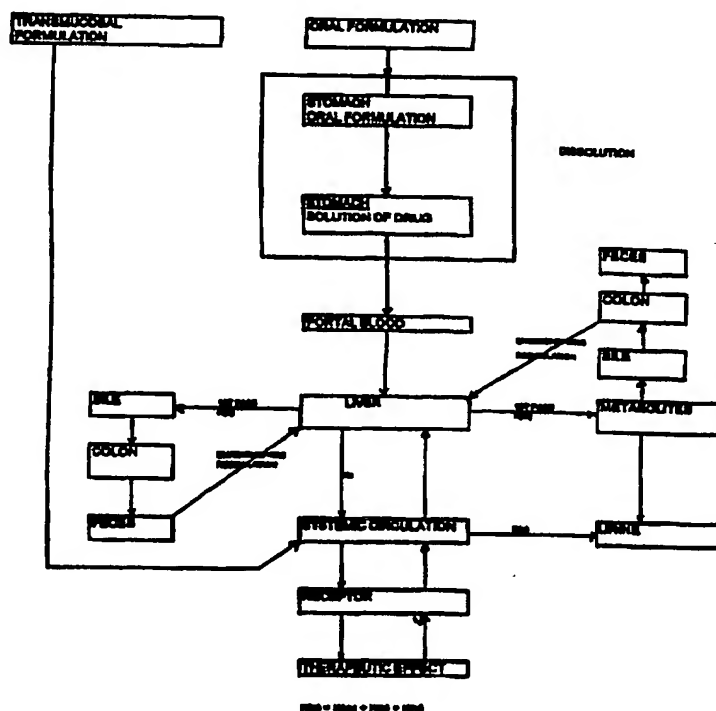 TRANSMUCOSAL
FORMULATION
ORAL FORMULATION
STOMACH
ORAL FORMULATION
DISSOLUTION
STOMACH
SOLUTION OF DRUG
FECES
COLON
PORTAL BLOOD
BILE
BILE
LIVER
METABOLITES
COLON
FECES
SYSTEMIC CIRCULATION
URINE
RECEPTOR
THERAPEUTIC EFFECT